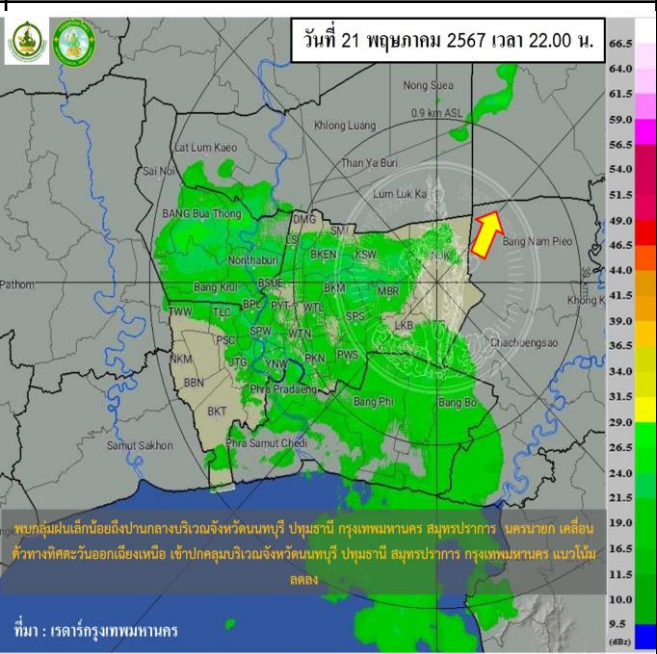 วันที่ 21 พฤษภาคม 2567 เวลา 22.00 น.
66.5
64.0
61.5
59.0
56.5
54.0
51.5
49.0
46.5
44.0
41.5
39.0
36.5
34.0
31.5
29.0
26.5
24.0
21.5
19.0
16.5
14.0
11.5
10.0
9.5
(dBz)
Nong Suea
0.9 km ASL
Khlong Luang
Lat Lum Kaeo
Than Ya Buri
Sai Noi
Lum Luk Ka
BANG Bua Thong
DMG
SMI
LSI
Bang Nam Pieo
Nonthaburi
BKEN
KSW
NJK
Pathom
Bang Kruil
BSUE
BKM
MBR
30 km
Khong K
TWW
TLC
BPL
PYT
WTL
SPS
LKB
PSC
SPW
WTN
Chachoengsao
NKM
JTG
YNW
PKN
PWS
BBN
Phra Pradaeng
BKT
Bang Phi
Bang Bo
Samut Sakhon
Phra Samut Chedi
พบกลุ่มฝนเล็กน้อยถึงปานกลางบริเวณจังหวัดนนทบุรี ปทุมธานี กรุงเทพมหานคร สมุทรปราการ นครนายก เคลื่อน
ตัวทางทิศตะวันออกเฉียงเหนือ เข้าปกคลุมบริเวณจังหวัดนนทบุรี ปทุมธานี สมุทรปราการ กรุงเทพมหานคร แนวโน้ม
ลดลง
ที่มา : เรดาร์กรุงเทพมหานคร